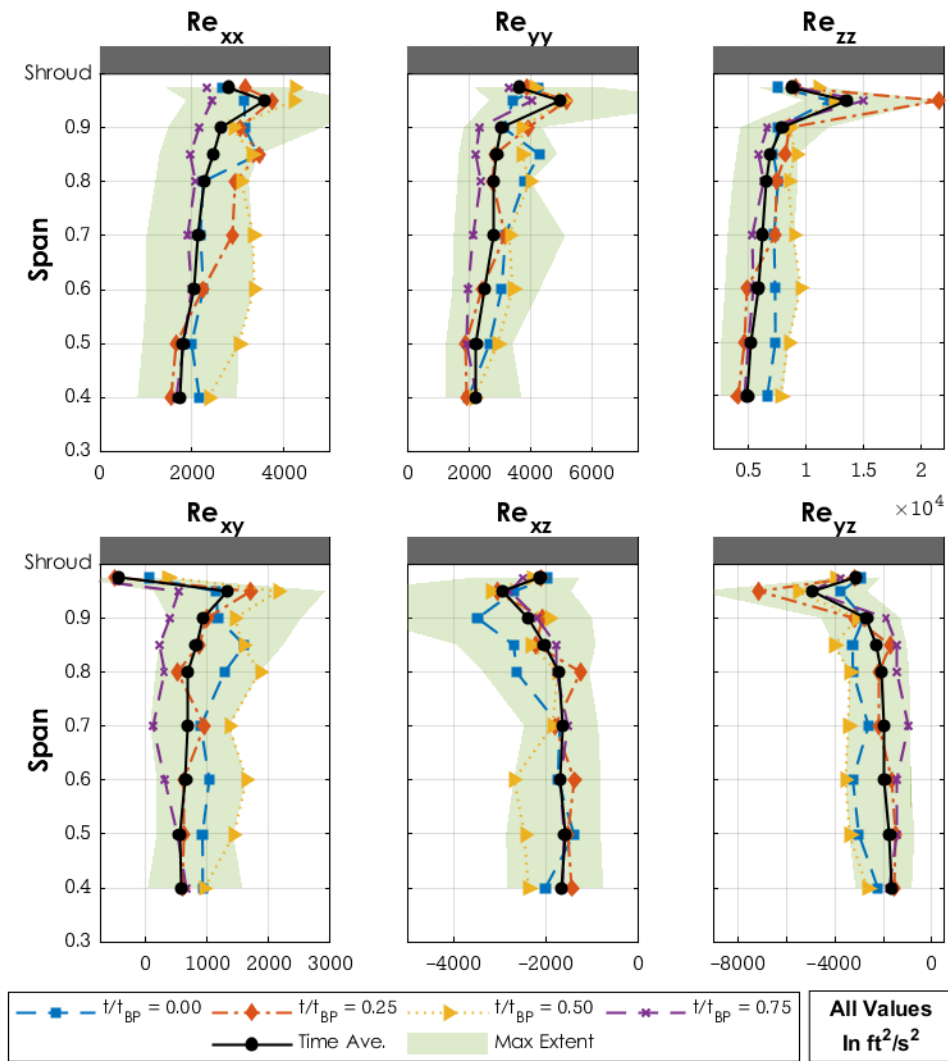 Re_xx Re_yy Re_zz
Shroud
0.9
0.8
Span
0.7
0.6
0.5
0.4
0.3
0 2000 4000 0 2000 4000 6000 0.5 1 1.5 2
×10^4
Re_xy Re_xz Re_yz
Shroud
0.9
0.8
Span
0.7
0.6
0.5
0.4
0.3
0 1000 2000 3000 −4000 −2000 0 −8000 −4000 0
t/t_BP = 0.00 t/t_BP = 0.25 t/t_BP = 0.50 t/t_BP = 0.75
Time Ave. Max Extent
All Values
In ft²/s²